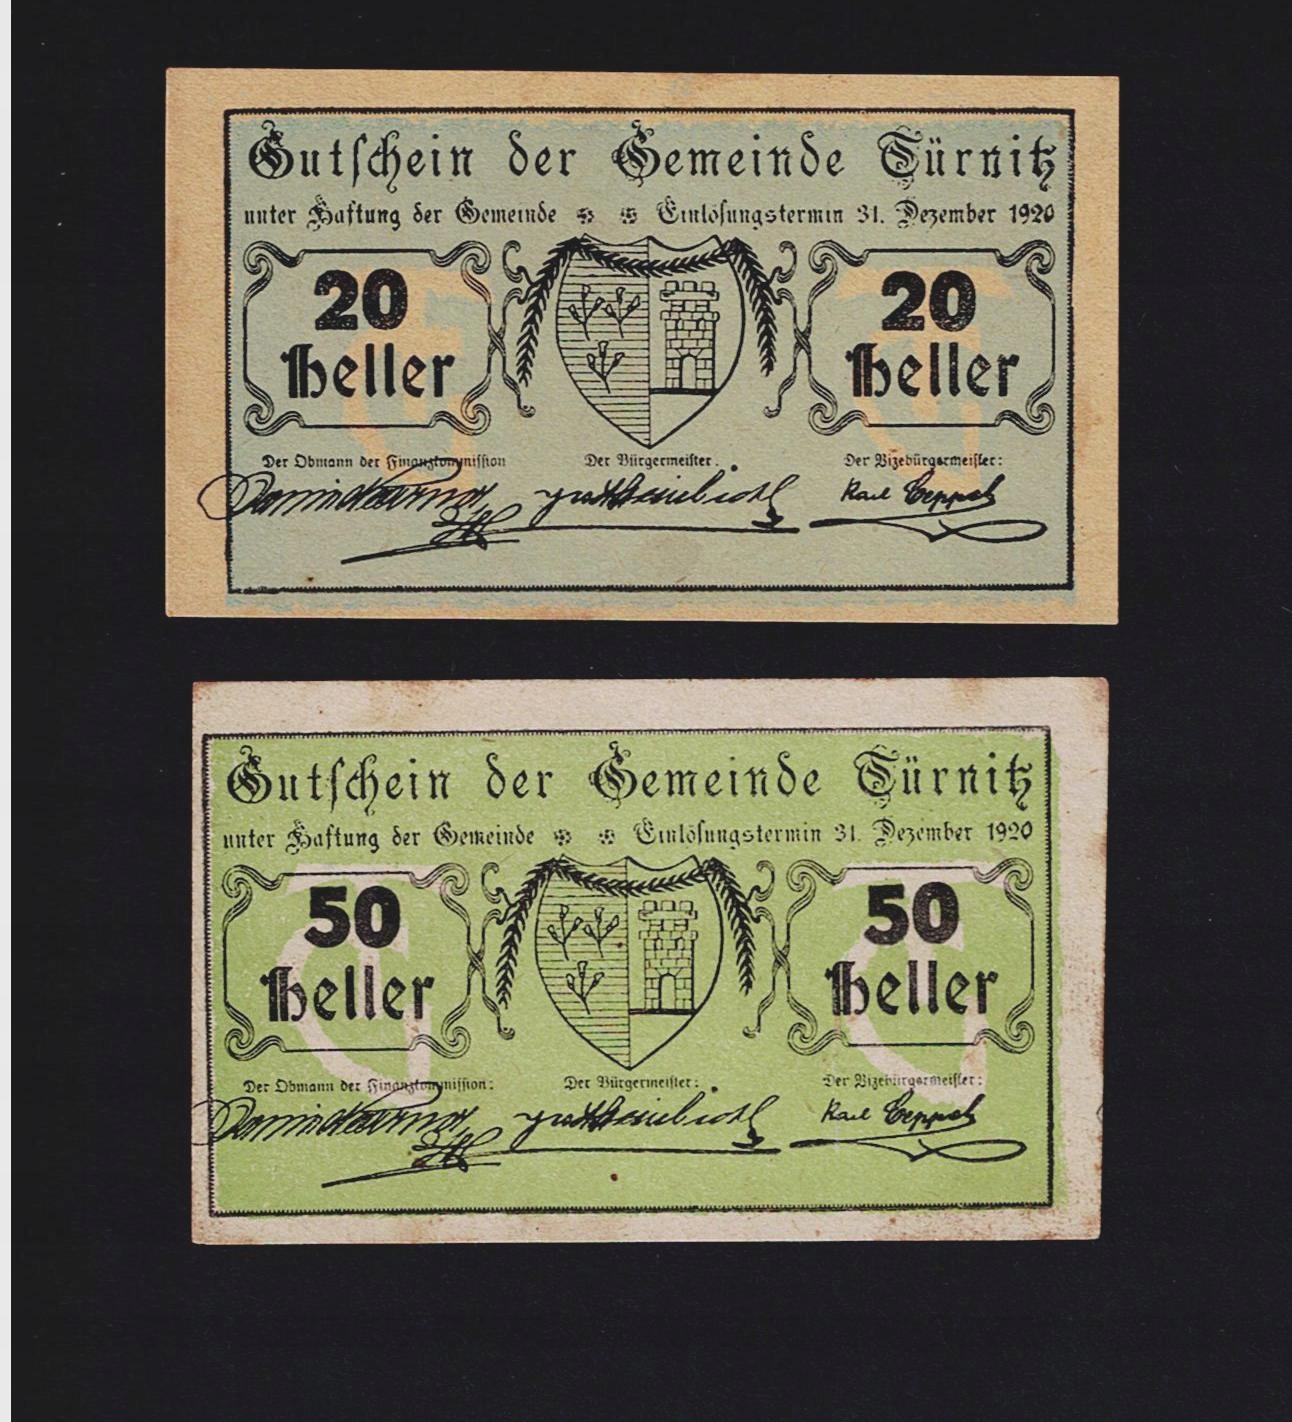 Gutschein der Gemeinde Türnitz
unter Haftung der Gemeinde Einlösungstermin 31. Dezember 1920
20 Heller
20 Heller
Der Obmann der Finanzkommission
Der Bürgermeister.
Der Vizebürgermeister:
Karl
Gutschein der Gemeinde Türnitz
unter Haftung der Gemeinde Einlösungstermin 31. Dezember 1920
50 Heller
50 Heller
Der Obmann der Finanzkommission:
Der Bürgermeister:
Der Vizebürgermeister:
Karl